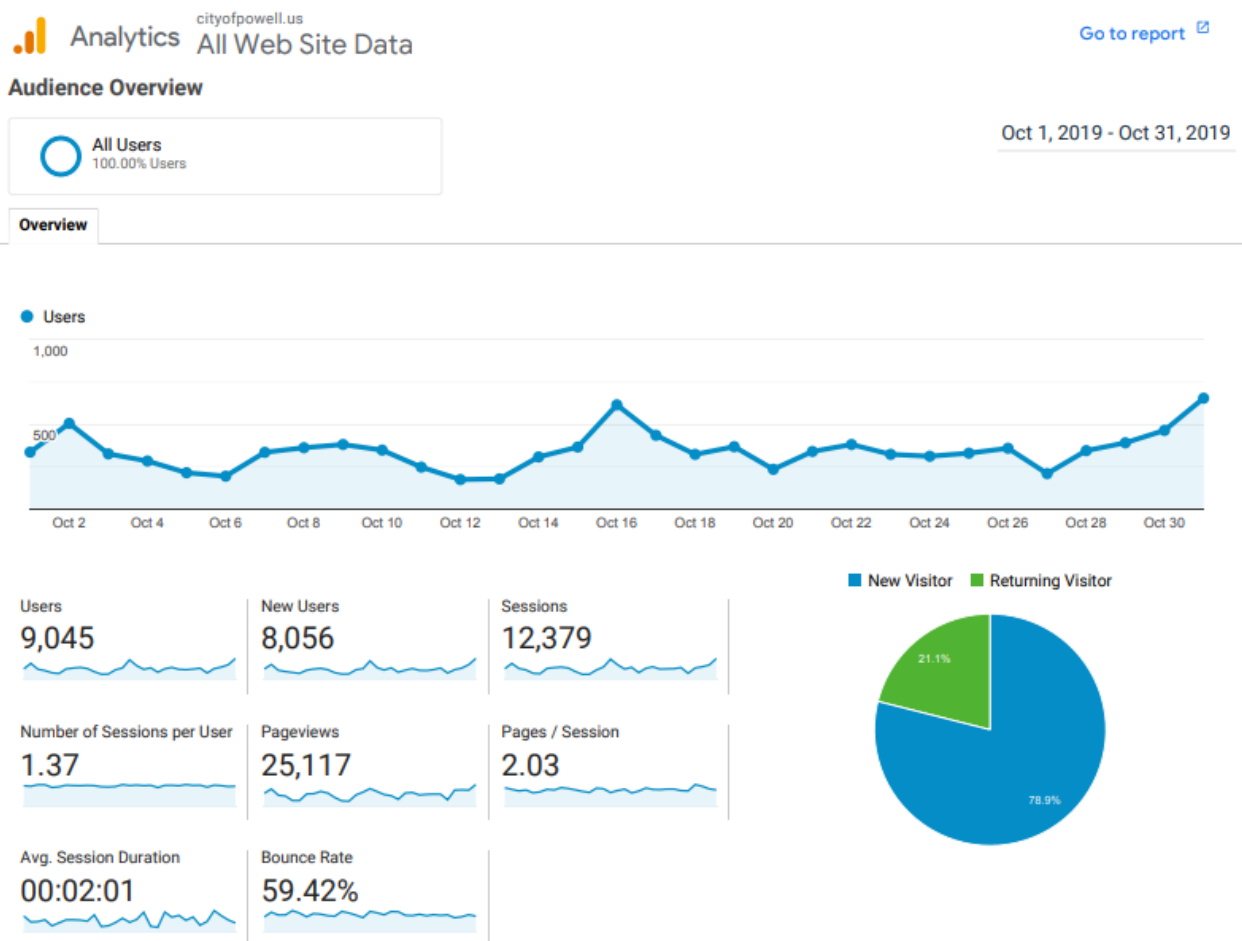 cityofpowell.us
Analytics All Web Site Data
Go to report
Audience Overview
All Users
100.00% Users
Oct 1, 2019 - Oct 31, 2019
Overview
Users
1,000
500
Oct 2 Oct 4 Oct 6 Oct 8 Oct 10 Oct 12 Oct 14 Oct 16 Oct 18 Oct 20 Oct 22 Oct 24 Oct 26 Oct 28 Oct 30
New Visitor Returning Visitor
Users New Users Sessions
9,045 8,056 12,379
21.1%
Number of Sessions per User Pageviews Pages / Session
1.37 25,117 2.03
78.9%
Avg. Session Duration Bounce Rate
00:02:01 59.42%